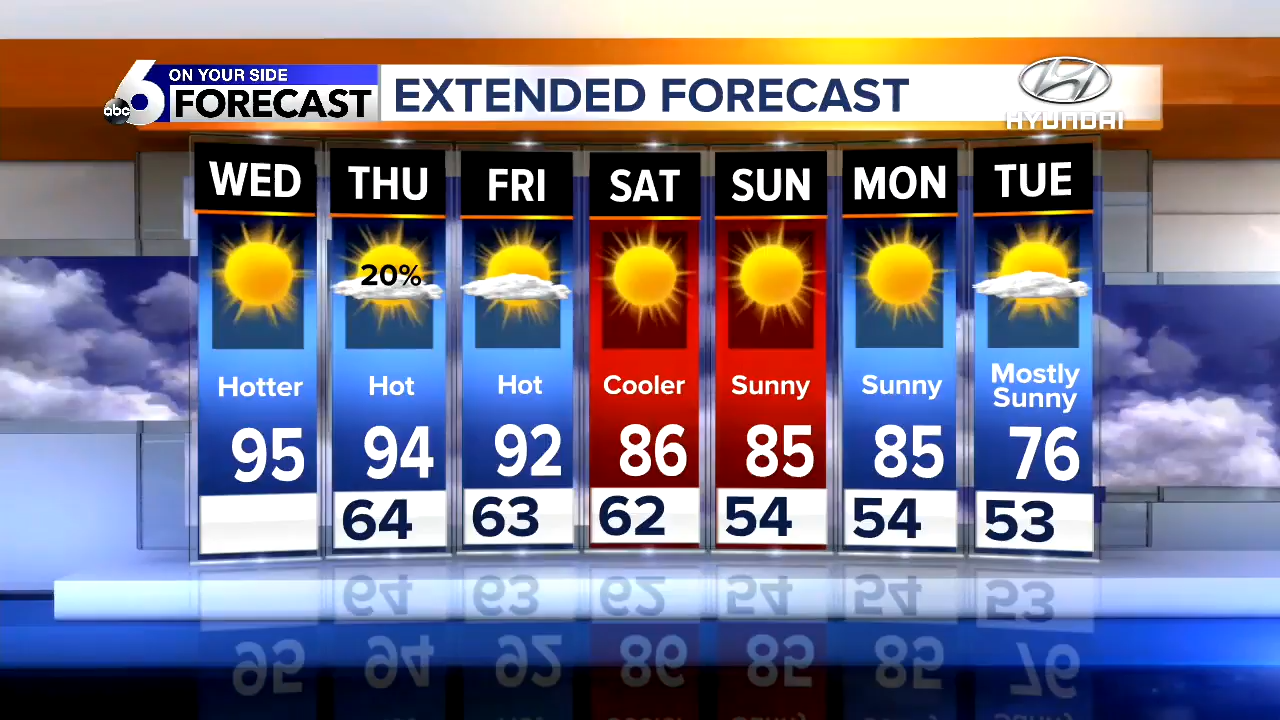 abc 6
ON YOUR SIDE
FORECAST
EXTENDED FORECAST
HYUNDAI
WED THU FRI SAT SUN MON TUE
20%
Hotter Hot Hot Cooler Sunny Sunny Mostly Sunny
95 94 92 86 85 85 76
64 63 62 54 54 53